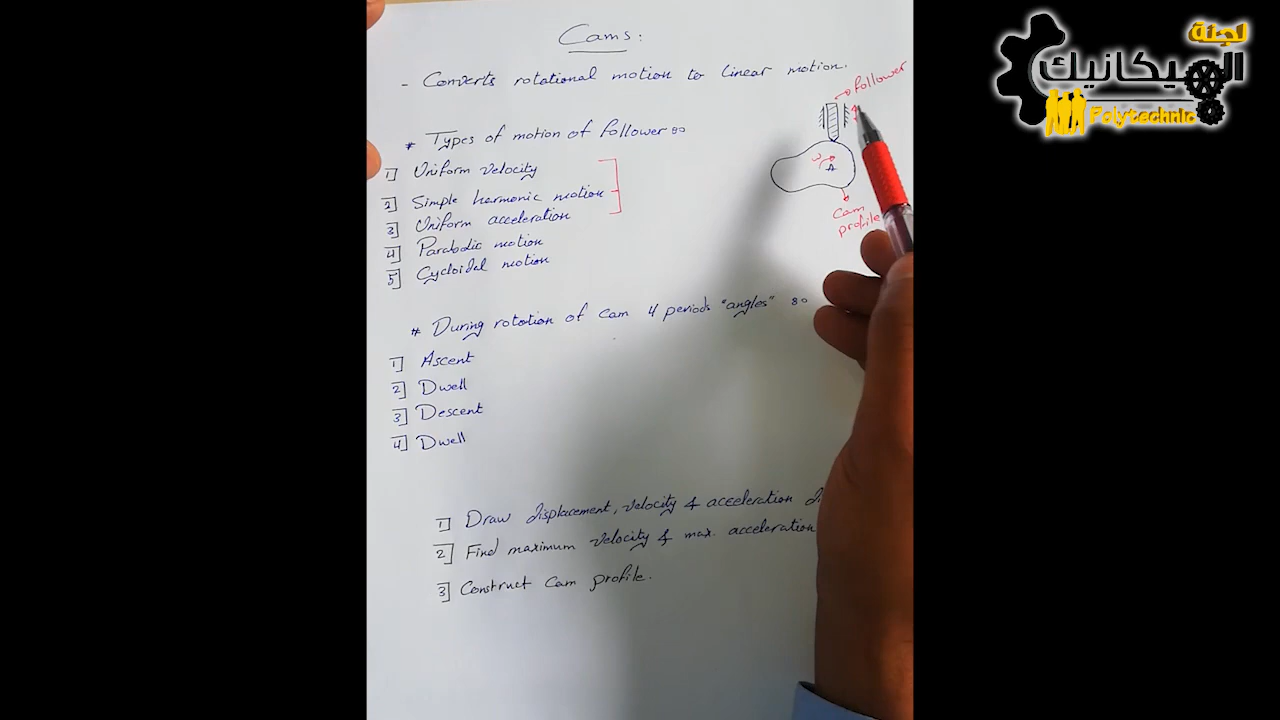 Cams:
- Converts rotational motion to linear motion.
follower
* Types of motion of follower:
1] Uniform velocity
2] Simple harmonic motion
3] Uniform acceleration
4] Parabolic motion
5] Cycloidal motion
ω
A
cam
profile
* During rotation of cam 4 periods "angles" :
1] Ascent
2] Dwell
3] Descent
4] Dwell
1] Draw displacement, velocity & acceleration
2] Find maximum velocity & max. acceleration
3] Construct cam profile.
لجنة
الميكانيك
Polytechnic